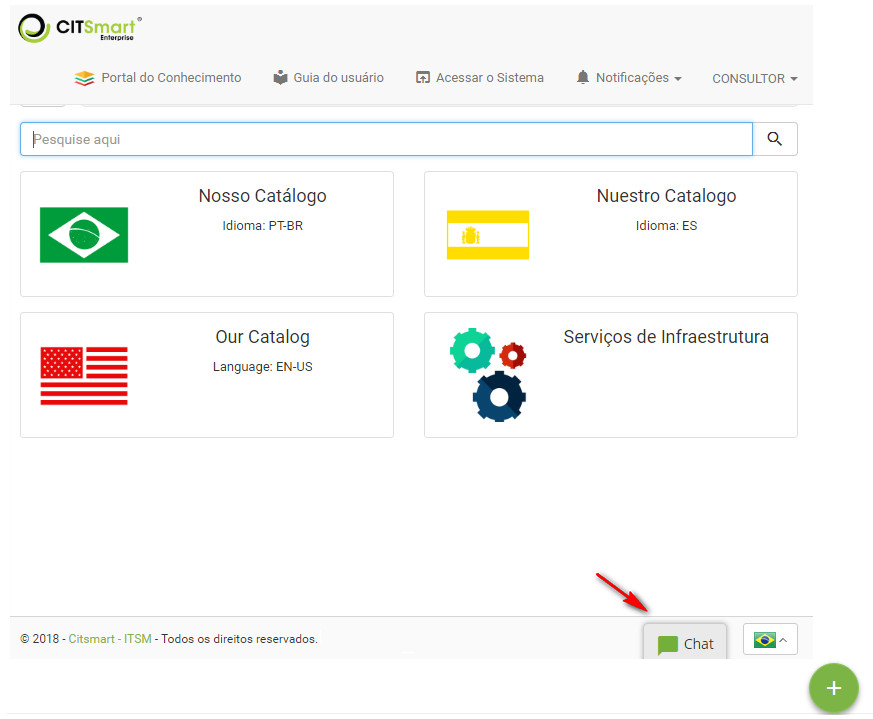 CITSmart®
Enterprise
Portal do Conhecimento
Guia do usuário
Acessar o Sistema
Notificações
CONSULTOR
Pesquise aqui
Nosso Catálogo
Idioma: PT-BR
Nuestro Catalogo
Idioma: ES
Our Catalog
Language: EN-US
Serviços de Infraestrutura
© 2018 - Citsmart - ITSM - Todos os direitos reservados.
Chat
+